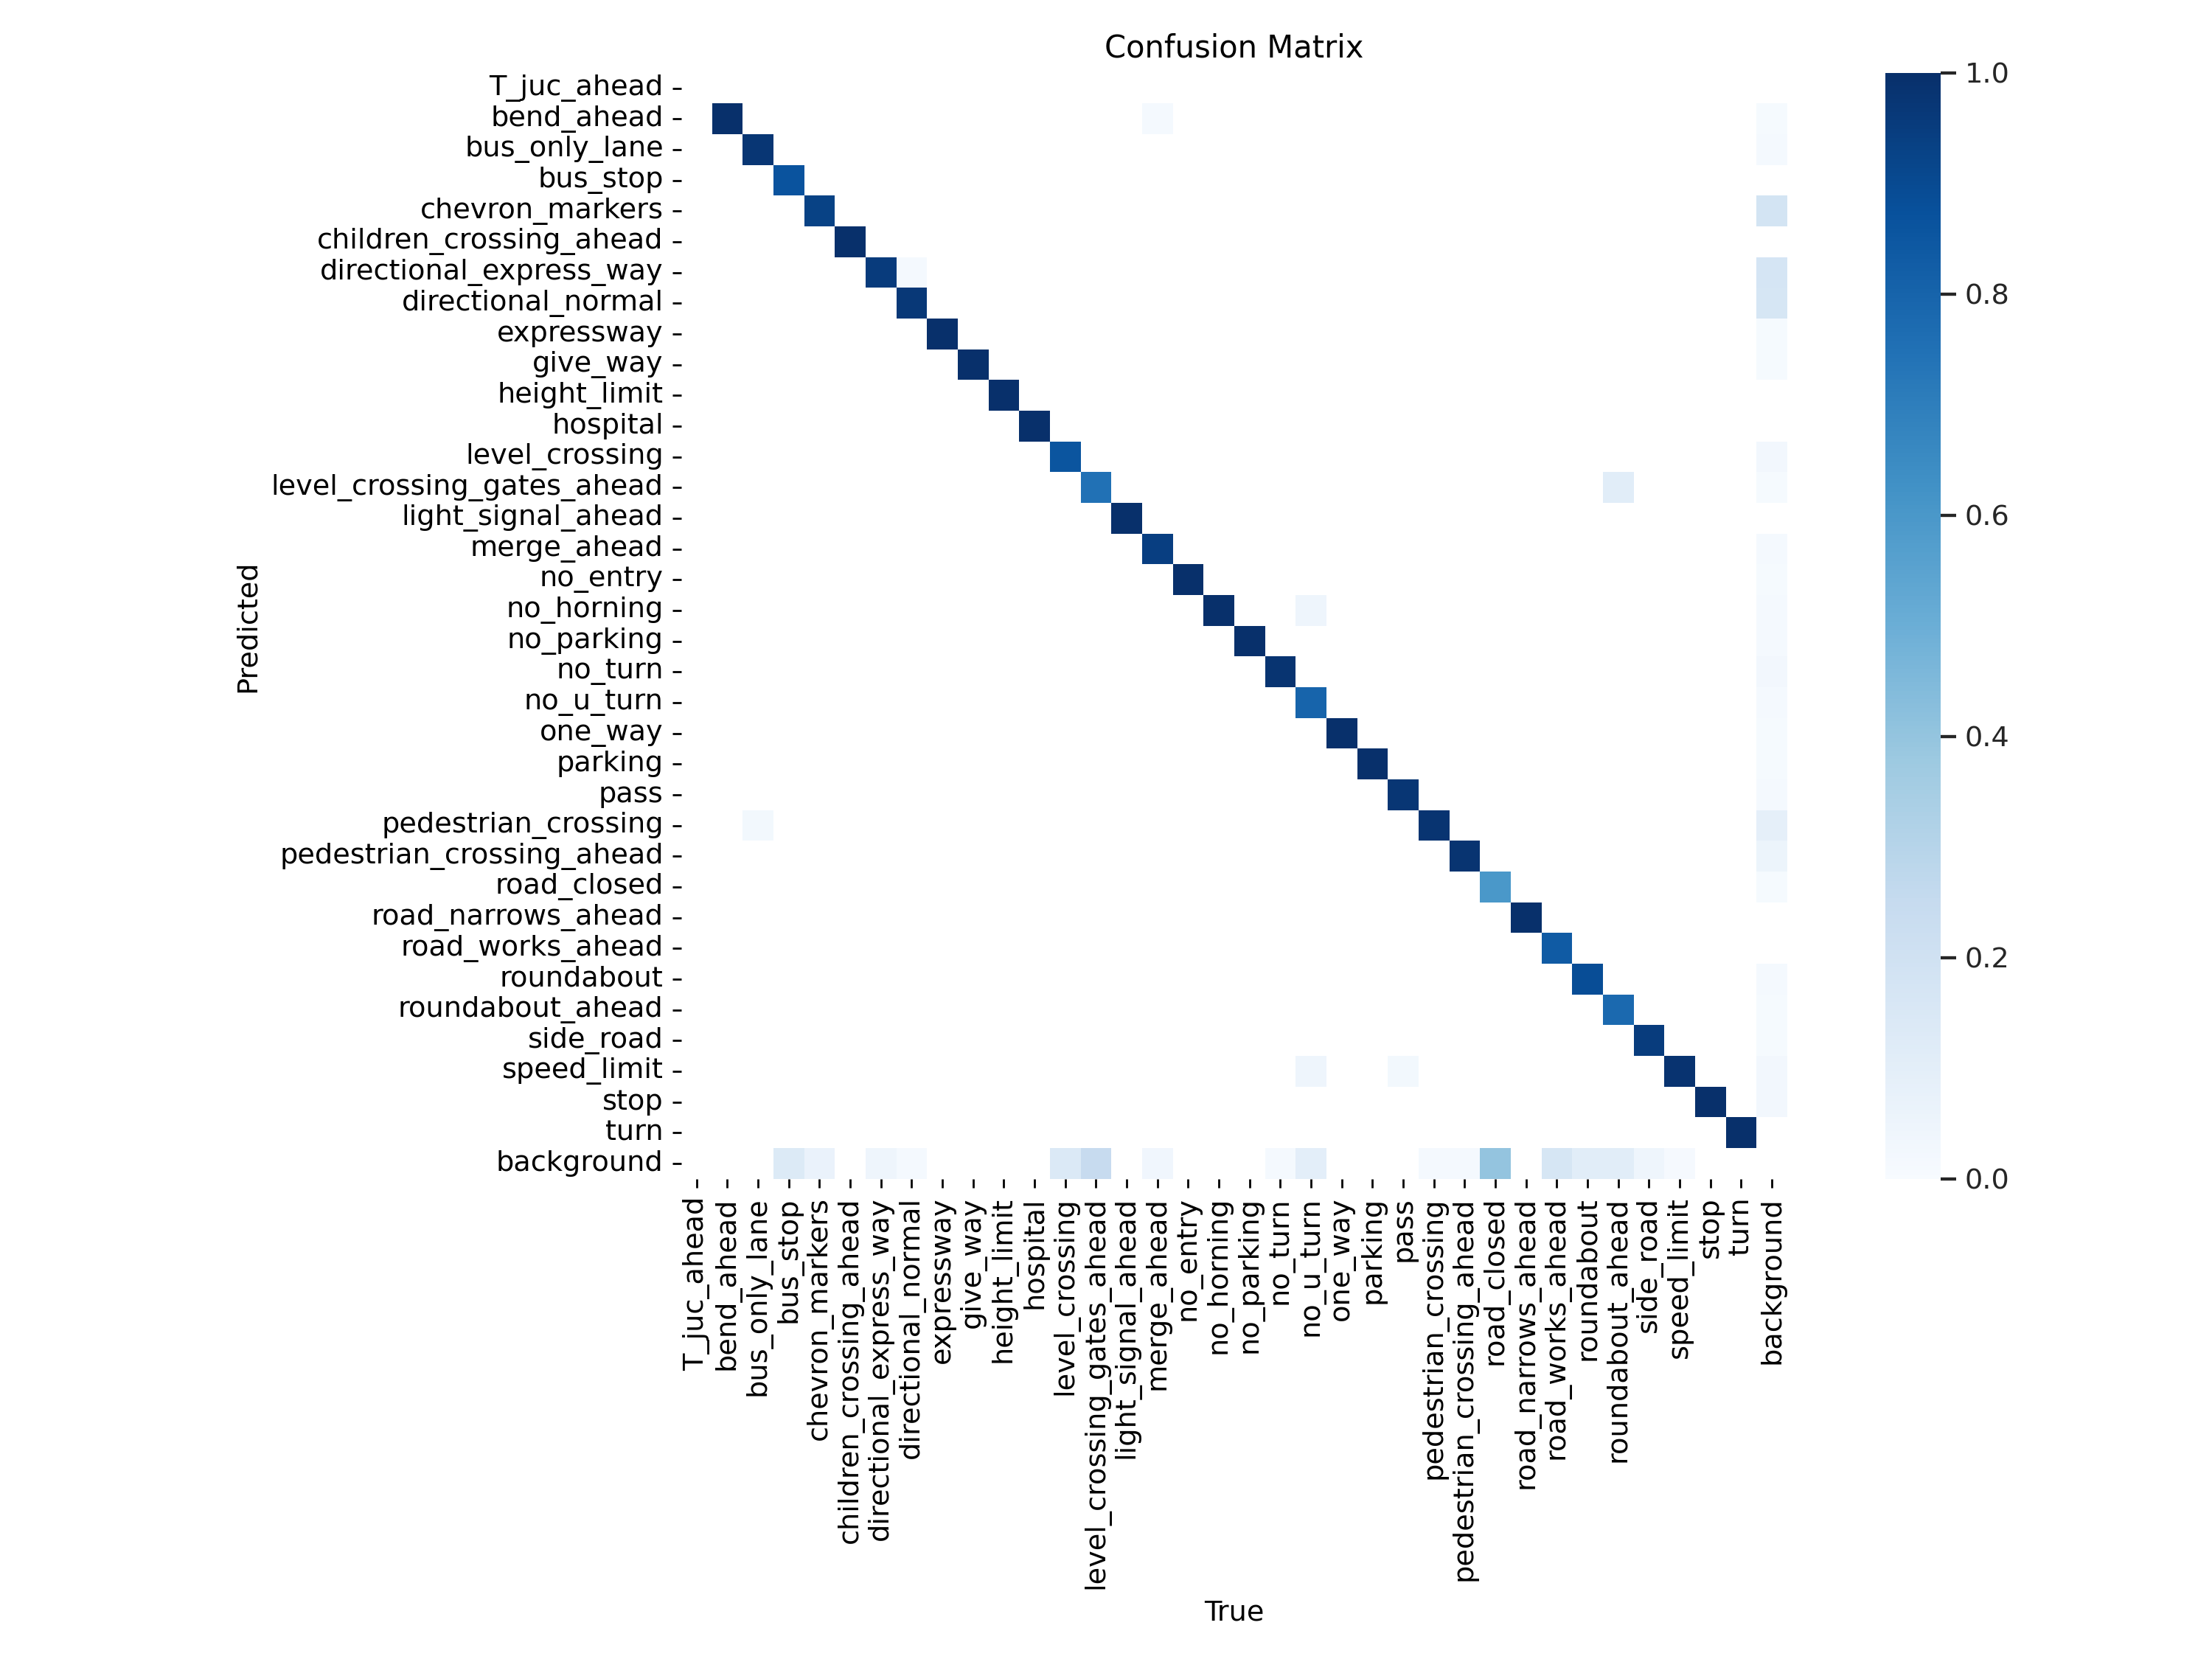 Confusion Matrix
T_juc_ahead
bend_ahead
bus_only_lane
bus_stop
chevron_markers
children_crossing_ahead
directional_express_way
directional_normal
expressway
give_way
height_limit
hospital
level_crossing
level_crossing_gates_ahead
light_signal_ahead
merge_ahead
no_entry
no_horning
no_parking
no_turn
no_u_turn
one_way
parking
pass
pedestrian_crossing
pedestrian_crossing_ahead
road_closed
road_narrows_ahead
road_works_ahead
roundabout
roundabout_ahead
side_road
speed_limit
stop
turn
background
Predicted
T_juc_ahead
bend_ahead
bus_only_lane
bus_stop
chevron_markers
children_crossing_ahead
directional_express_way
directional_normal
expressway
give_way
height_limit
hospital
level_crossing
level_crossing_gates_ahead
light_signal_ahead
merge_ahead
no_entry
no_horning
no_parking
no_turn
no_u_turn
one_way
parking
pass
pedestrian_crossing
pedestrian_crossing_ahead
road_closed
road_narrows_ahead
road_works_ahead
roundabout
roundabout_ahead
side_road
speed_limit
stop
turn
background
True
1.0
0.8
0.6
0.4
0.2
0.0